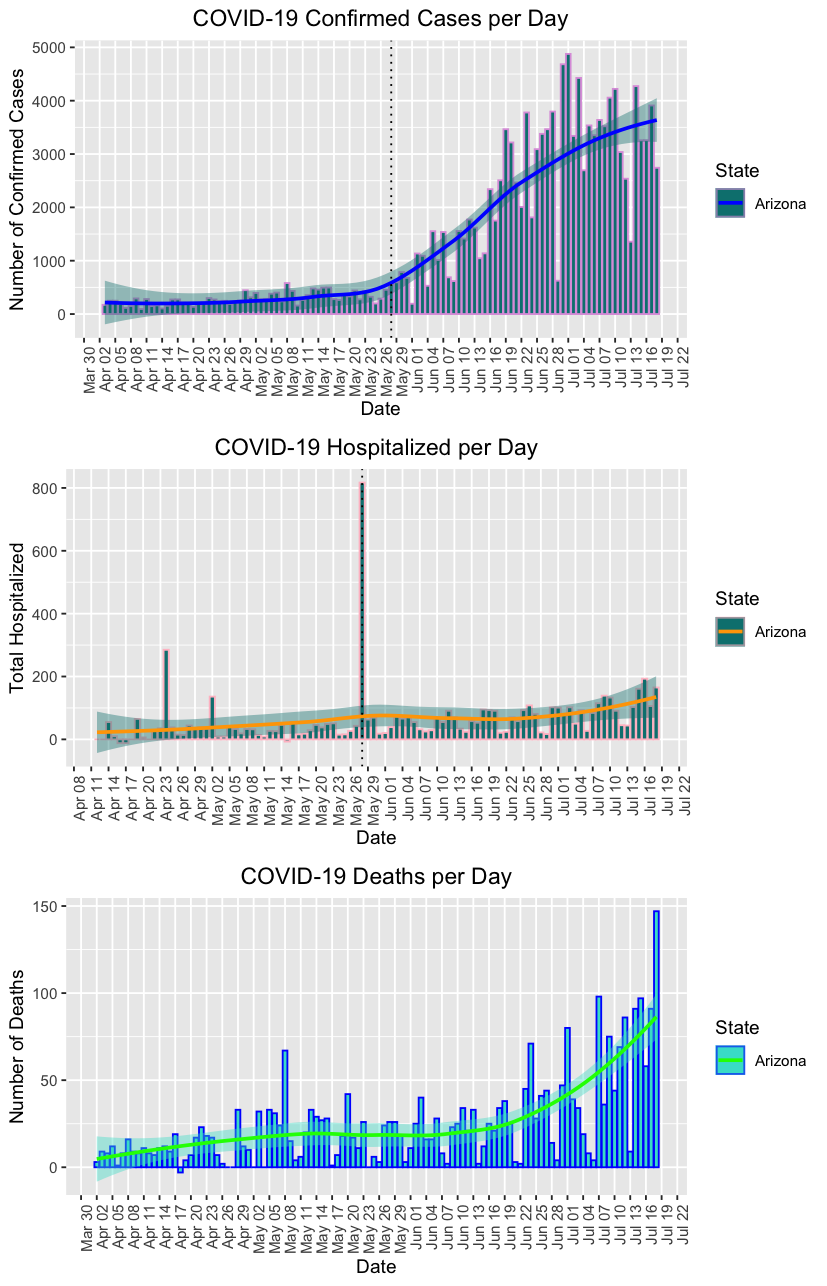 COVID-19 Confirmed Cases per Day
Number of Confirmed Cases
5000
4000
3000
2000
1000
0
Mar 30
Apr 02
Apr 05
Apr 08
Apr 11
Apr 14
Apr 17
Apr 20
Apr 23
Apr 26
Apr 29
May 02
May 05
May 08
May 11
May 14
May 17
May 20
May 23
May 26
May 29
Jun 01
Jun 04
Jun 07
Jun 10
Jun 13
Jun 16
Jun 19
Jun 22
Jun 25
Jun 28
Jul 01
Jul 04
Jul 07
Jul 10
Jul 13
Jul 16
Jul 19
Jul 22
Date
State
Arizona
COVID-19 Hospitalized per Day
Total Hospitalized
800
600
400
200
0
Apr 08
Apr 11
Apr 14
Apr 17
Apr 20
Apr 23
Apr 26
Apr 29
May 02
May 05
May 08
May 11
May 14
May 17
May 20
May 23
May 26
May 29
Jun 01
Jun 04
Jun 07
Jun 10
Jun 13
Jun 16
Jun 19
Jun 22
Jun 25
Jun 28
Jul 01
Jul 04
Jul 07
Jul 10
Jul 13
Jul 16
Jul 19
Jul 22
Date
State
Arizona
COVID-19 Deaths per Day
Number of Deaths
150
100
50
0
Mar 30
Apr 02
Apr 05
Apr 08
Apr 11
Apr 14
Apr 17
Apr 20
Apr 23
Apr 26
Apr 29
May 02
May 05
May 08
May 11
May 14
May 17
May 20
May 23
May 26
May 29
Jun 01
Jun 04
Jun 07
Jun 10
Jun 13
Jun 16
Jun 19
Jun 22
Jun 25
Jun 28
Jul 01
Jul 04
Jul 07
Jul 10
Jul 13
Jul 16
Jul 19
Jul 22
Date
State
Arizona